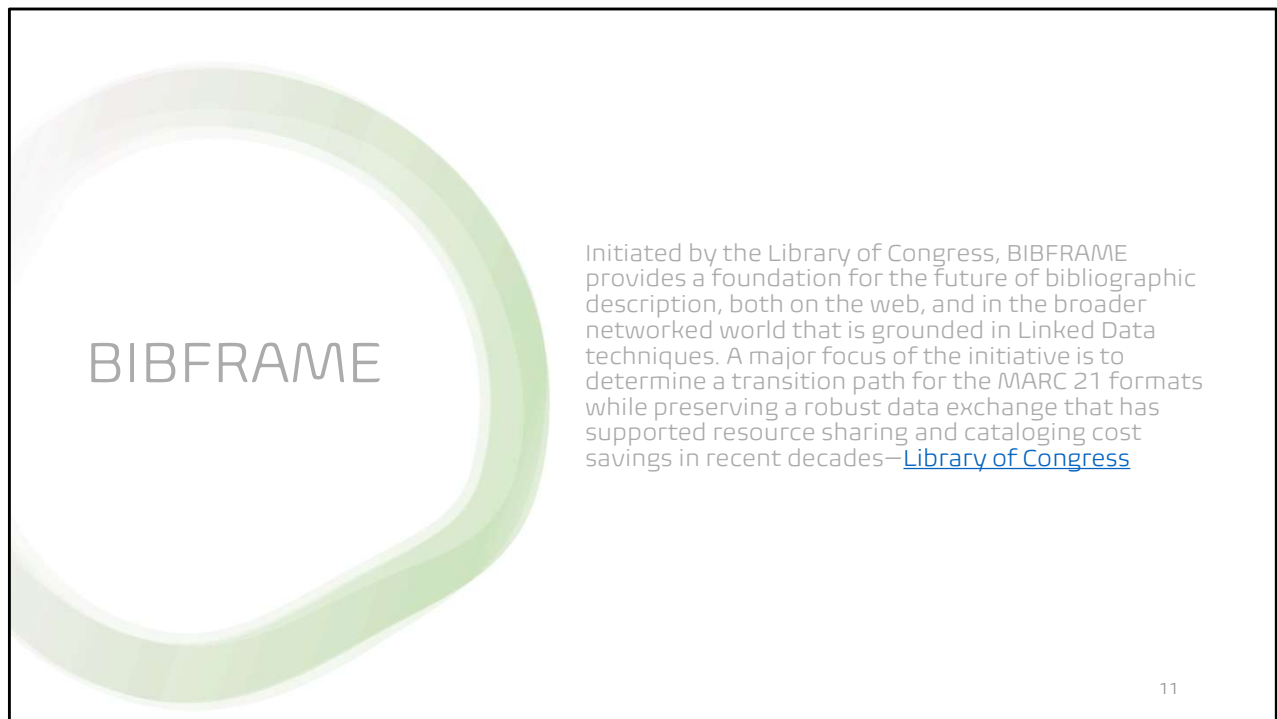 BIBFRAME
Initiated by the Library of Congress, BIBFRAME
provides a foundation for the future of bibliographic
description, both on the web, and in the broader
networked world that is grounded in Linked Data
techniques. A major focus of the initiative is to
determine a transition path for the MARC 21 formats
while preserving a robust data exchange that has
supported resource sharing and cataloging cost
savings in recent decades—Library of Congress
11